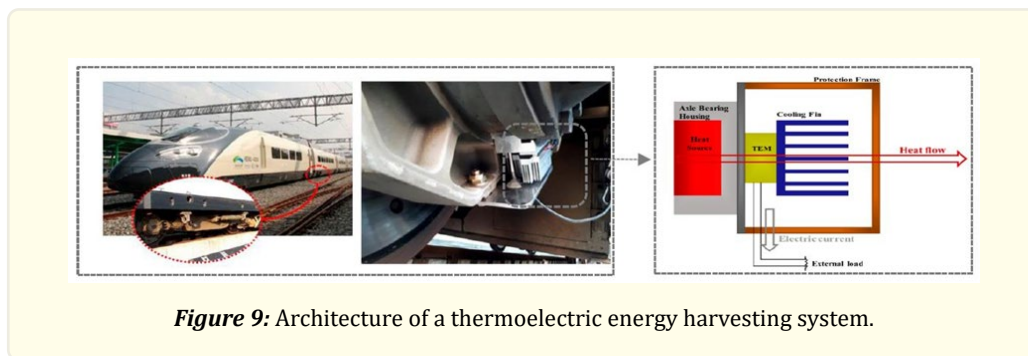 Protection Frame
Axle Bearing
Housing
Cooling Fin
Heat
Source
TEM
Heat flow
Electric current
External load
Figure 9: Architecture of a thermoelectric energy harvesting system.